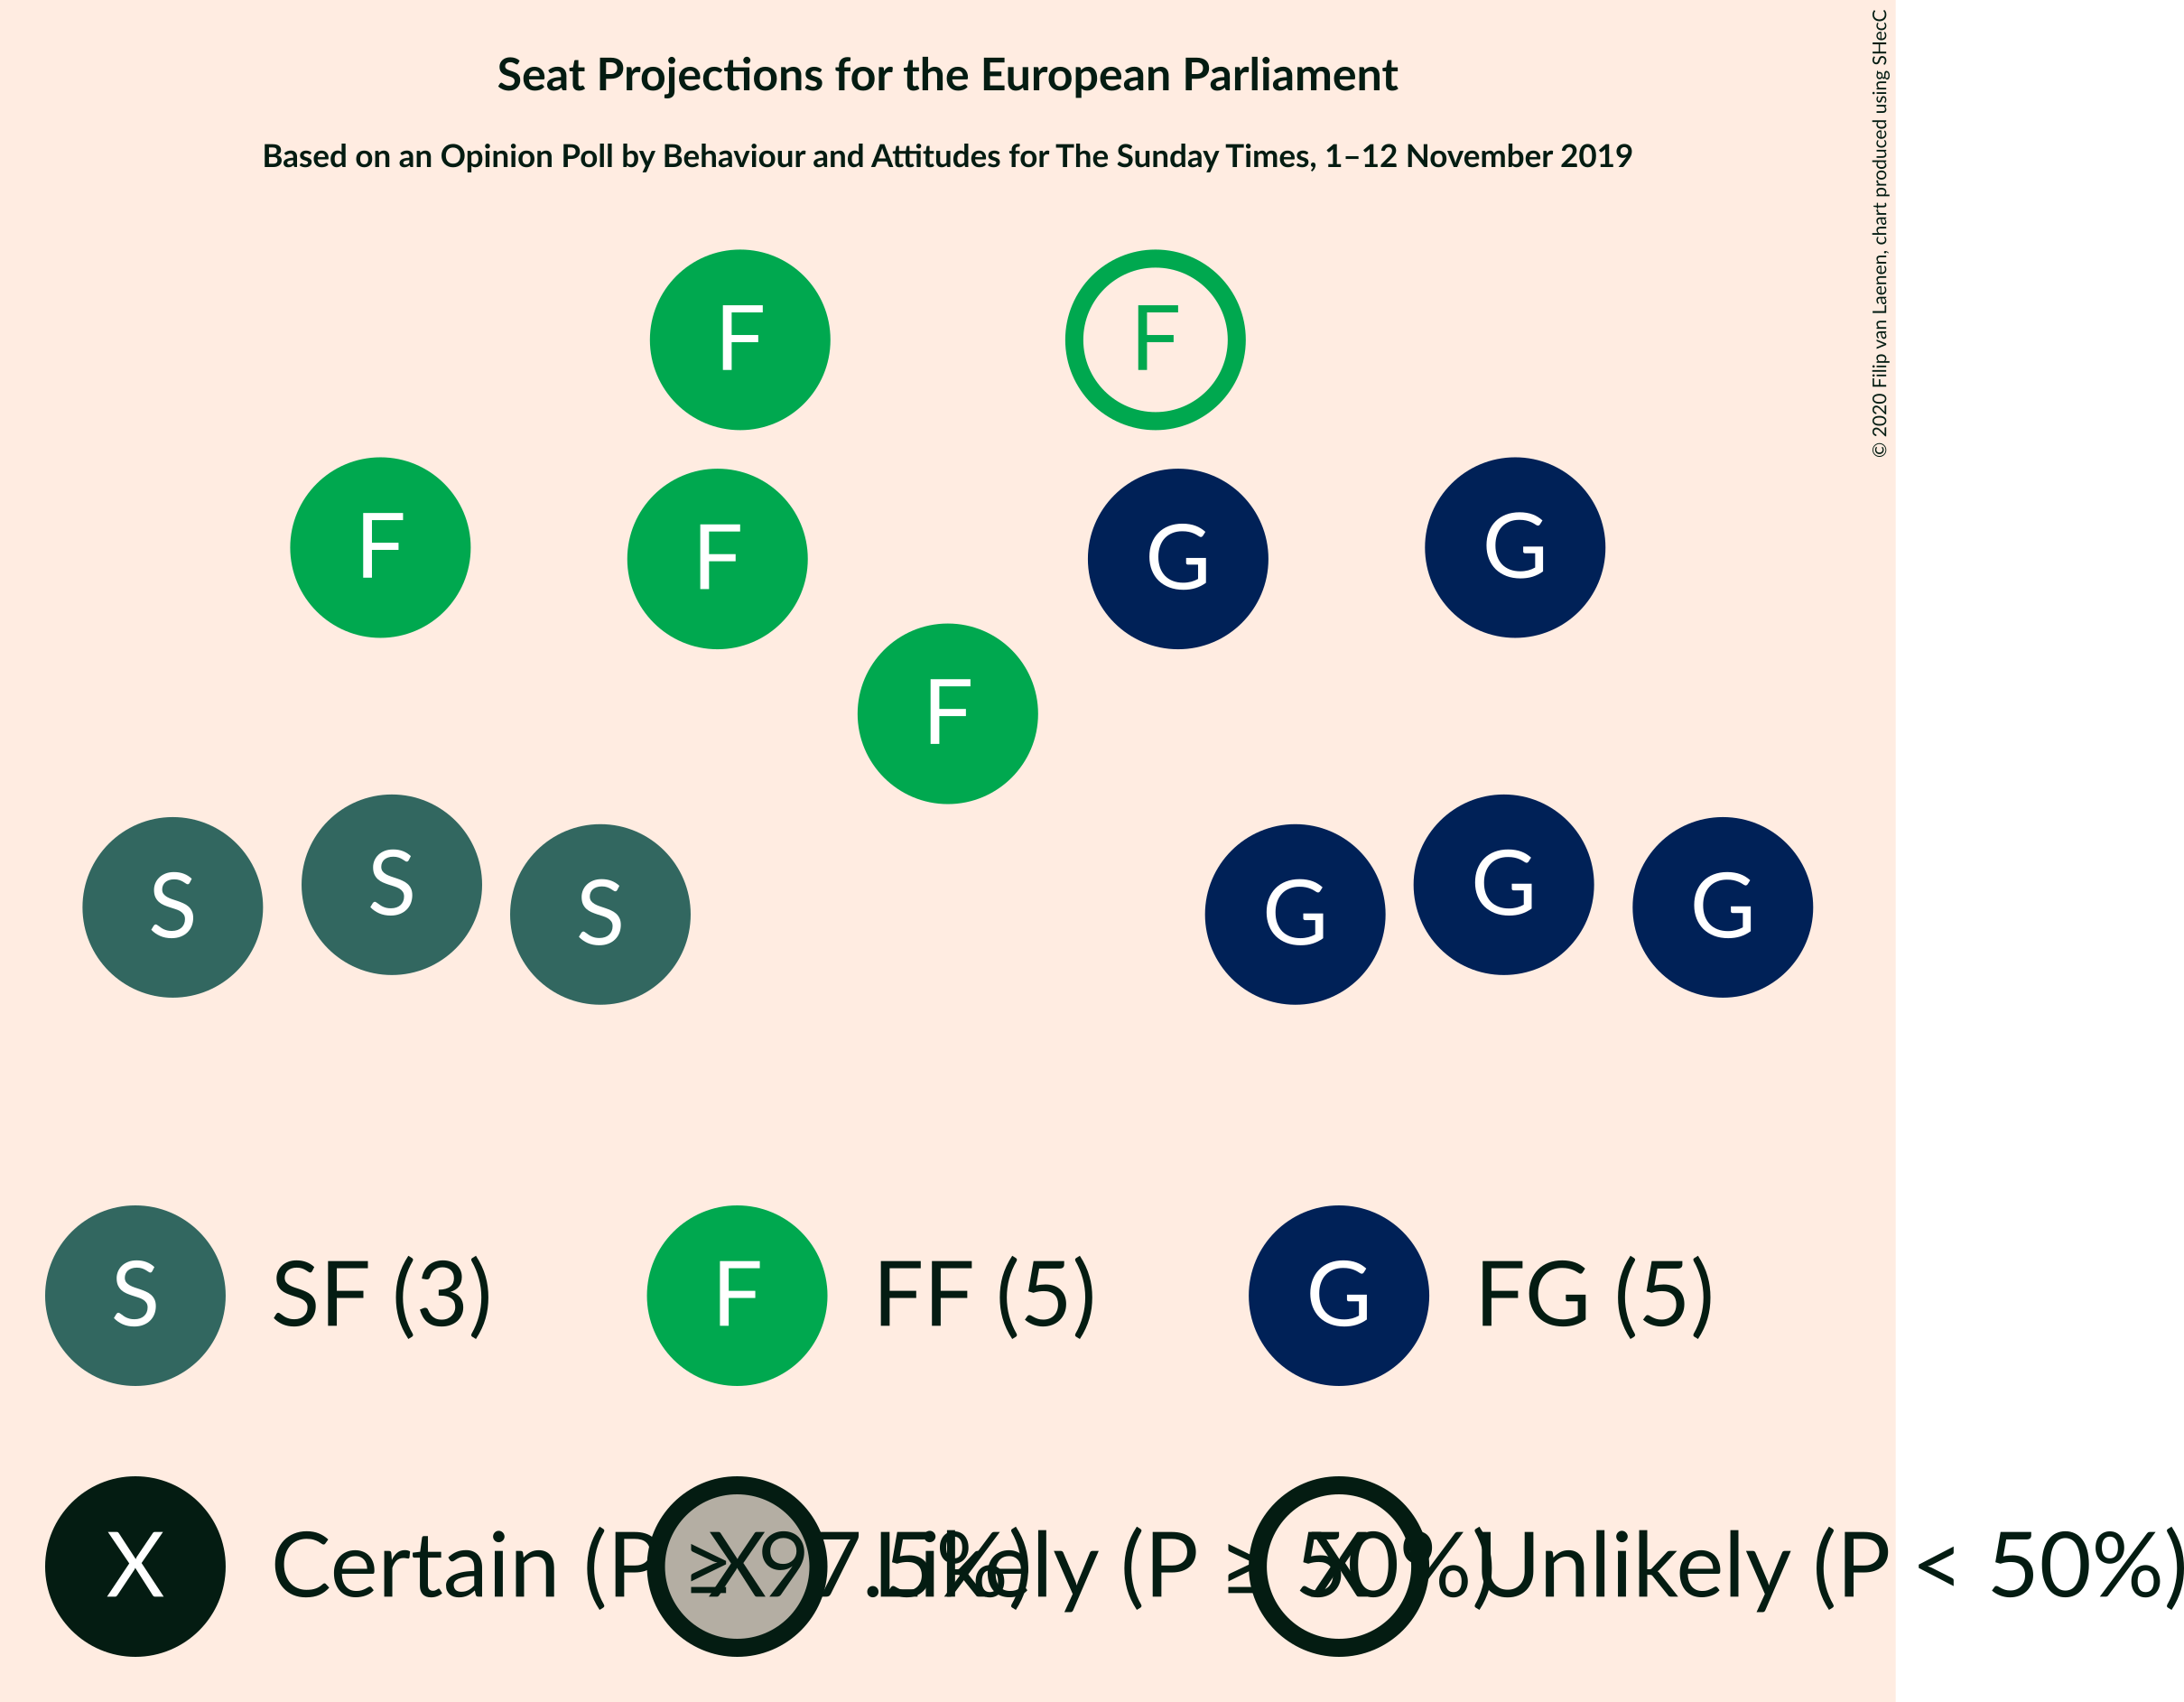 Seat Projections for the European Parliament
Based on an Opinion Poll by Behaviour and Attitudes for The Sunday Times, 1–12 November 2019
© 2020 Filip van Laenen, chart produced using SHecC
F F
F F G G
F
S S S G G G
S SF (3) F FF (5) G FG (5)
X Certain (P ≥ 97.5%) X Likely (P ≥ 50%) X Unlikely (P < 50%)